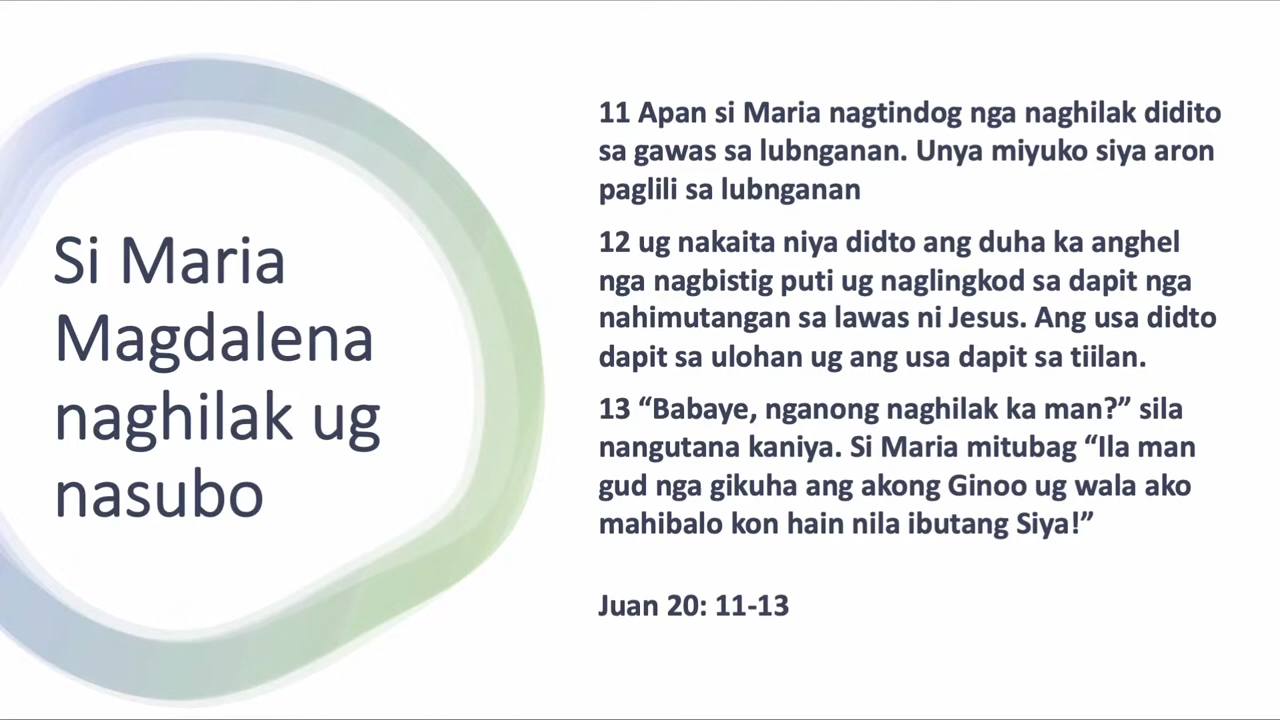 Si Maria
Magdalena
naghilak ug
nasubo
11 Apan si Maria nagtindog nga naghilak didito
sa gawas sa lubnganan. Unya miyuko siya aron
paglili sa lubnganan
12 ug nakaita niya didto ang duha ka anghel
nga nagbistig puti ug naglingkod sa dapit nga
nahimutangan sa lawas ni Jesus. Ang usa didto
dapit sa ulohan ug ang usa dapit sa tiilan.
13 “Babaye, nganong naghilak ka man?” sila
nangutana kaniya. Si Maria mitubag “Ila man
gud nga gikuha ang akong Ginoo ug wala ako
mahibalo kon hain nila ibutang Siya!”
Juan 20: 11-13